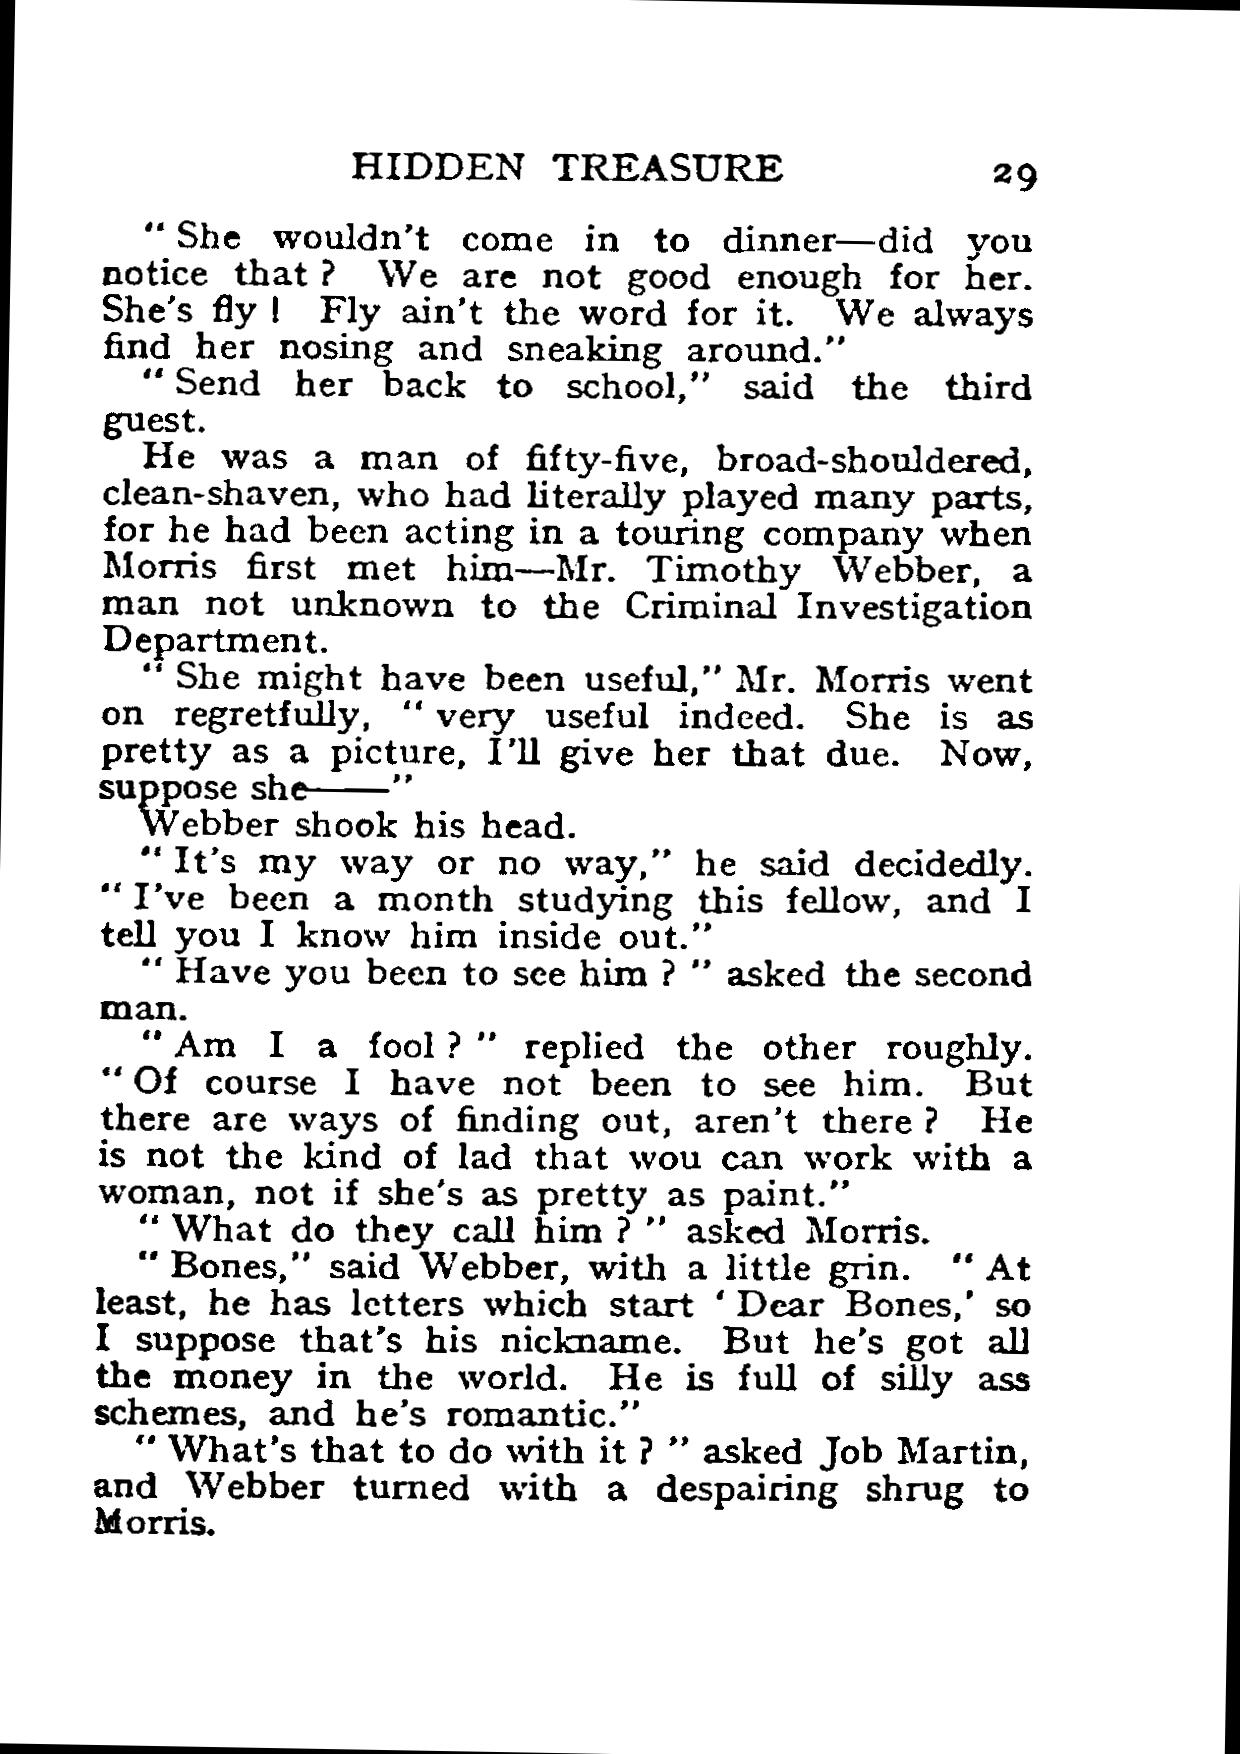 HIDDEN TREASURE 29
“ She wouldn't come in to dinner—did you
notice that ? We are not good enough for her.
She's fly ! Fly ain't the word for it. We always
find her nosing and sneaking around.”
“ Send her back to school,” said the third
guest.
He was a man of fifty-five, broad-shouldered,
clean-shaven, who had literally played many parts,
for he had been acting in a touring company when
Morris first met him—Mr. Timothy Webber, a
man not unknown to the Criminal Investigation
Department.
“ She might have been useful,” Mr. Morris went
on regretfully, “ very useful indeed. She is as
pretty as a picture, I'll give her that due. Now,
suppose she——”
Webber shook his head.
“ It's my way or no way,” he said decidedly.
“ I've been a month studying this fellow, and I
tell you I know him inside out.”
“ Have you been to see him ? ” asked the second
man.
“ Am I a fool ? ” replied the other roughly.
“ Of course I have not been to see him. But
there are ways of finding out, aren't there ? He
is not the kind of lad that wou can work with a
woman, not if she's as pretty as paint.”
“ What do they call him ? ” asked Morris.
“ Bones,” said Webber, with a little grin. “ At
least, he has letters which start ‘ Dear Bones,’ so
I suppose that's his nickname. But he's got all
the money in the world. He is full of silly ass
schemes, and he's romantic.”
“ What's that to do with it ? ” asked Job Martin,
and Webber turned with a despairing shrug to
Morris.